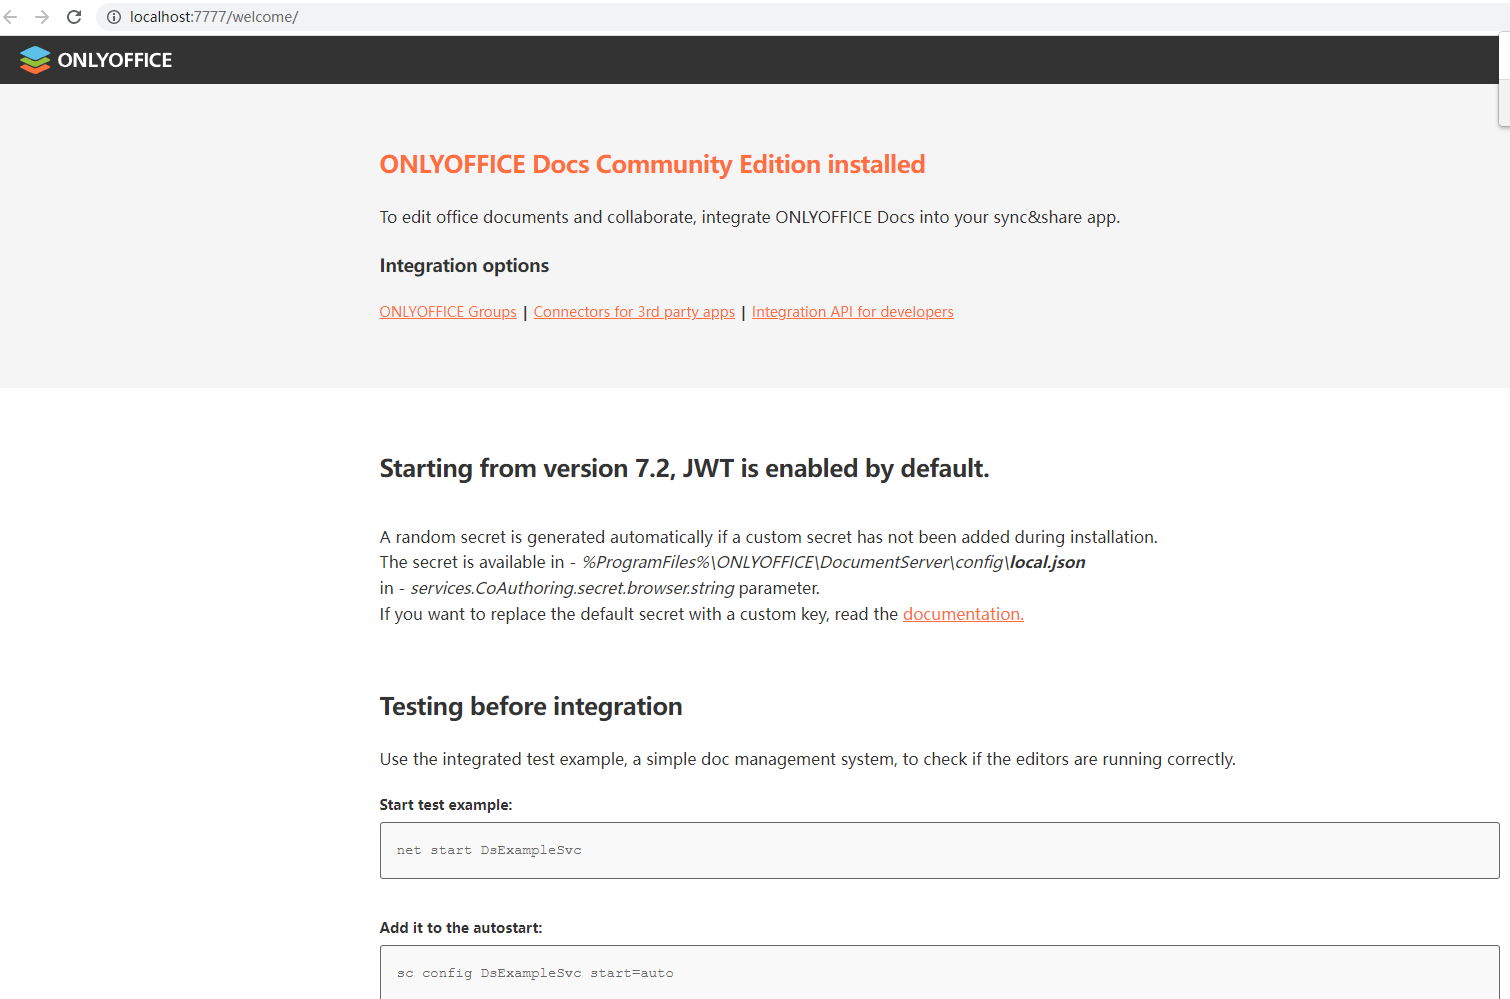 localhost:7777/welcome/
ONLYOFFICE
ONLYOFFICE Docs Community Edition installed
To edit office documents and collaborate, integrate ONLYOFFICE Docs into your sync&share app.
Integration options
ONLYOFFICE Groups | Connectors for 3rd party apps | Integration API for developers
Starting from version 7.2, JWT is enabled by default.
A random secret is generated automatically if a custom secret has not been added during installation.
The secret is available in - %ProgramFiles%\ONLYOFFICE\DocumentServer\config\local.json
in - services.CoAuthoring.secret.browser.string parameter.
If you want to replace the default secret with a custom key, read the documentation.
Testing before integration
Use the integrated test example, a simple doc management system, to check if the editors are running correctly.
Start test example:
net start DsExampleSvc
Add it to the autostart:
sc config DsExampleSvc start=auto